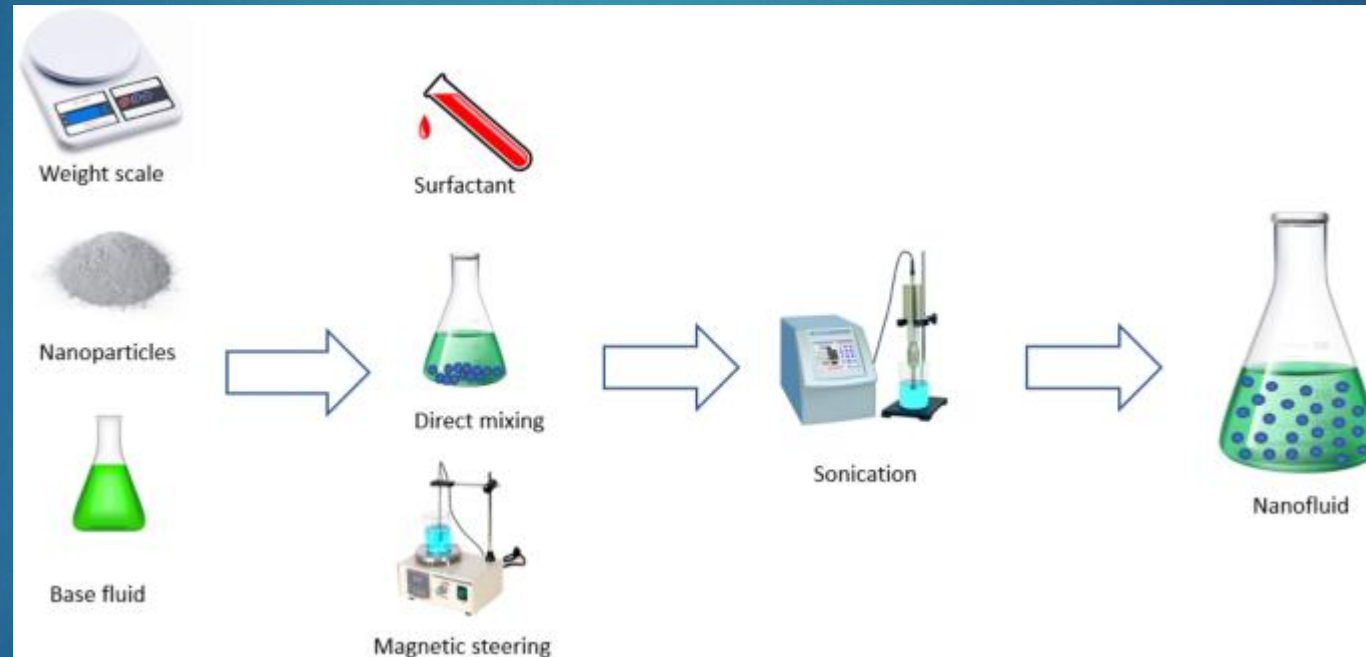 Weight scale
Nanoparticles
Base fluid
Surfactant
Direct mixing
Magnetic steering
Sonication
Nanofluid